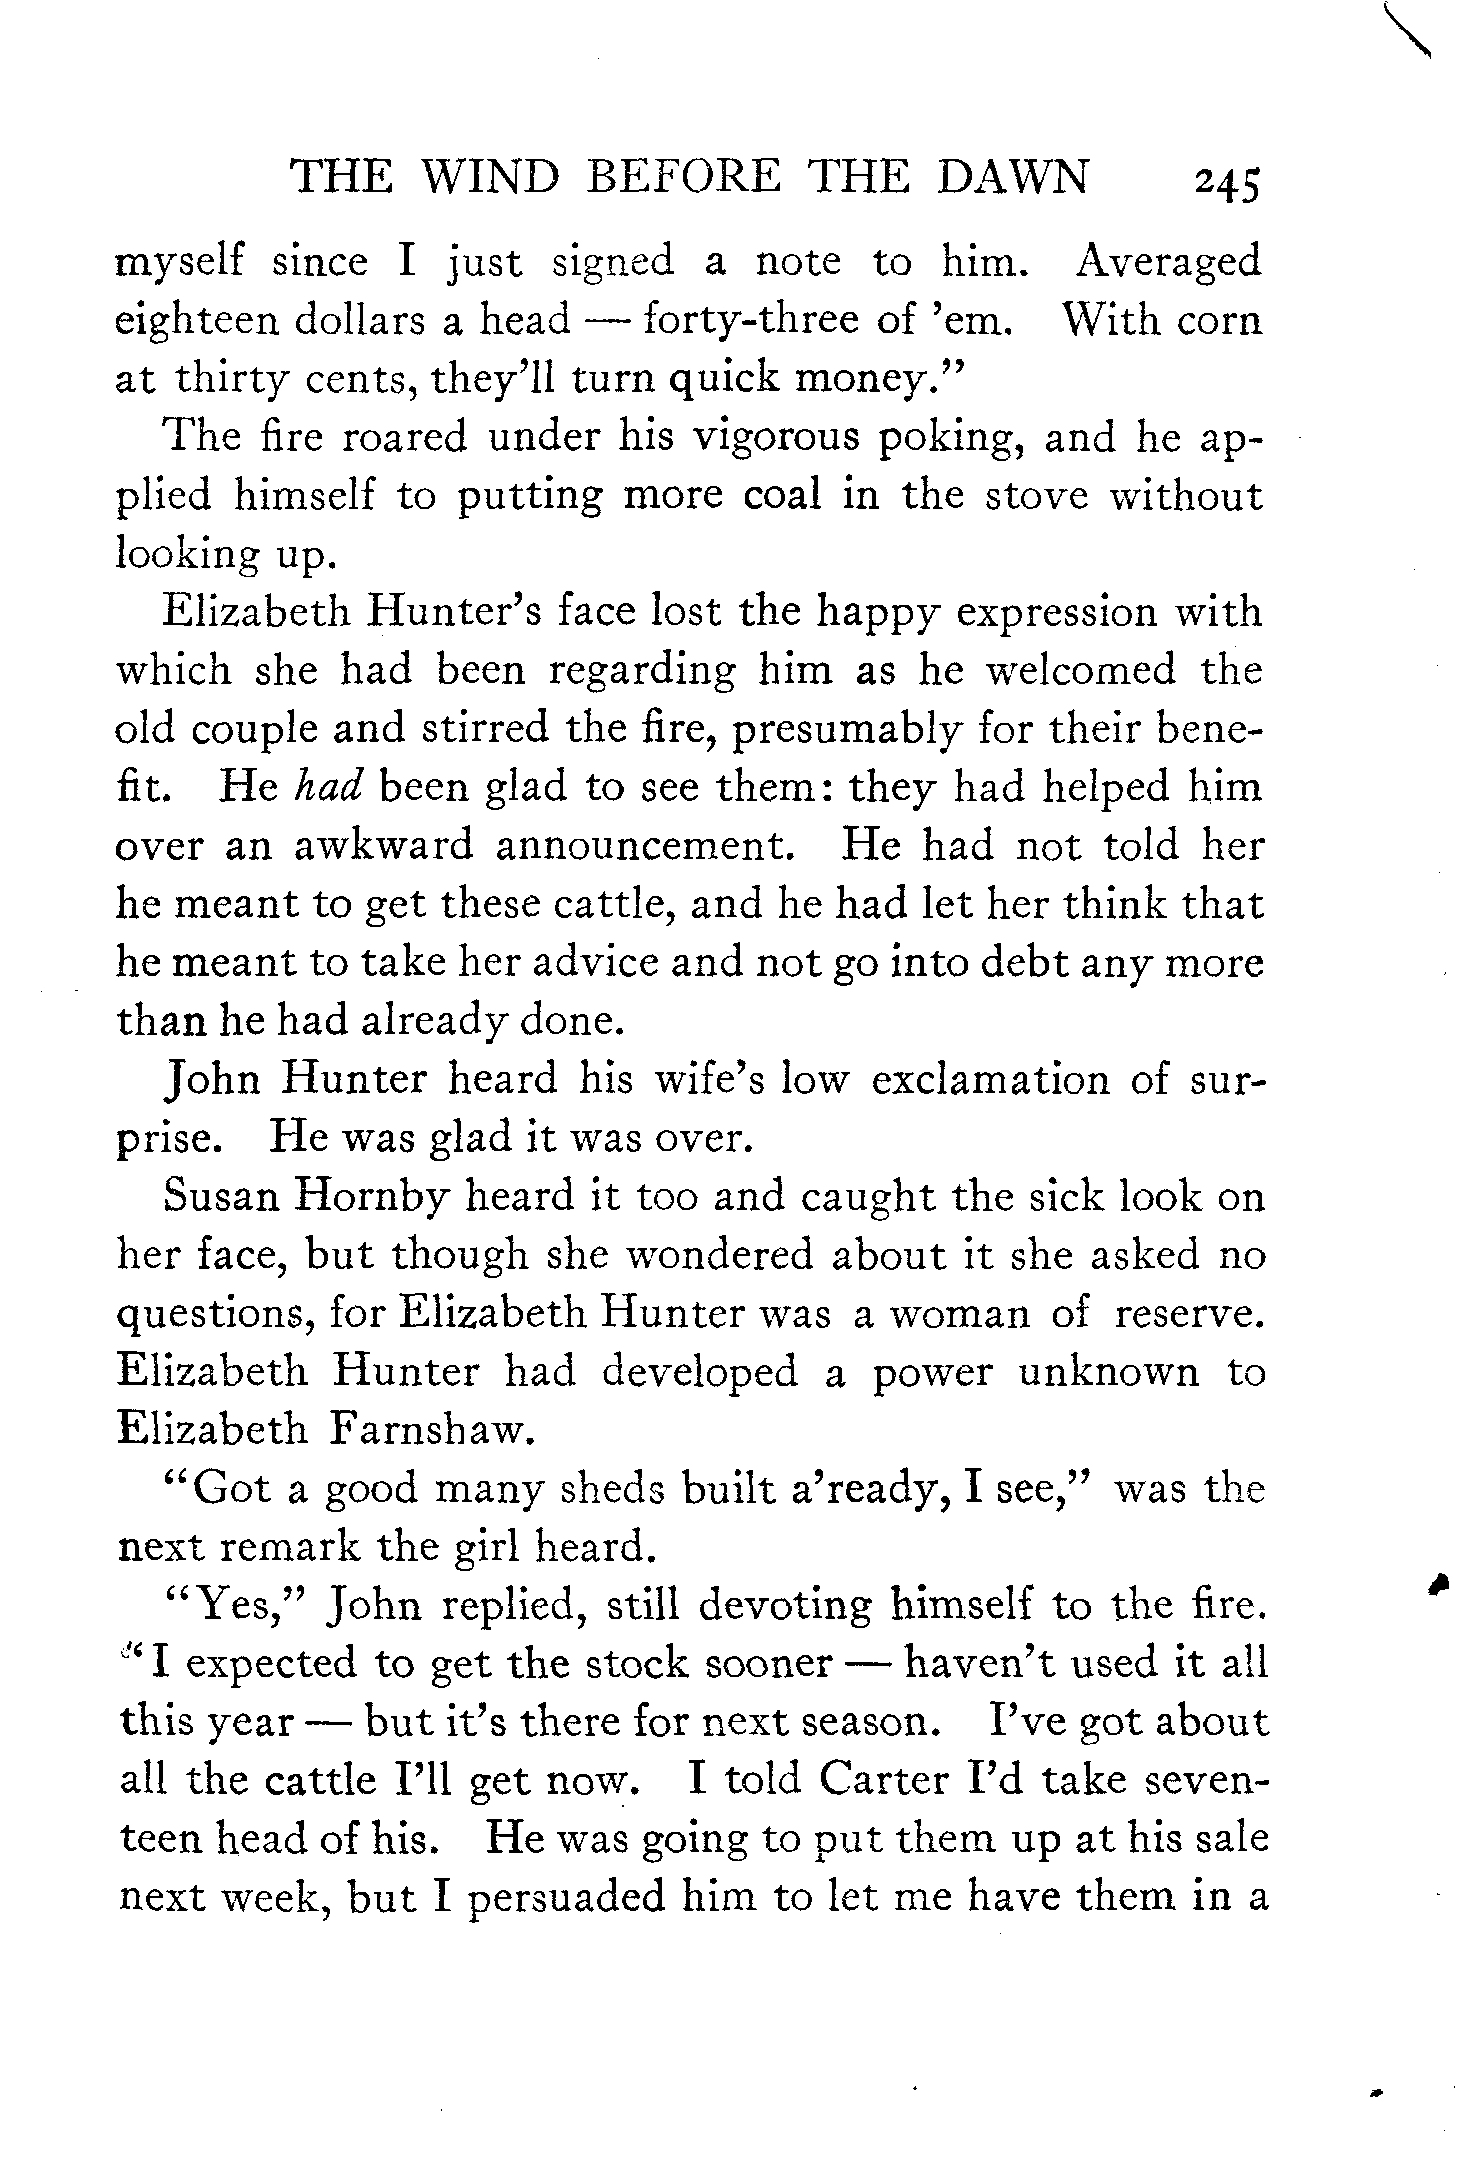 THE WIND BEFORE THE DAWN 245
myself since I just signed a note to him. Averaged
eighteen dollars a head — forty-three of ’em. With corn
at thirty cents, they’ll turn quick money.”
The fire roared under his vigorous poking, and he ap-
plied himself to putting more coal in the stove without
looking up.
Elizabeth Hunter’s face lost the happy expression with
which she had been regarding him as he welcomed the
old couple and stirred the fire, presumably for their bene-
fit. He had been glad to see them: they had helped him
over an awkward announcement. He had not told her
he meant to get these cattle, and he had let her think that
he meant to take her advice and not go into debt any more
than he had already done.
John Hunter heard his wife’s low exclamation of sur-
prise. He was glad it was over.
Susan Hornby heard it too and caught the sick look on
her face, but though she wondered about it she asked no
questions, for Elizabeth Hunter was a woman of reserve.
Elizabeth Hunter had developed a power unknown to
Elizabeth Farnshaw.
“Got a good many sheds built a’ready, I see,” was the
next remark the girl heard.
“Yes,” John replied, still devoting himself to the fire.
“I expected to get the stock sooner — haven’t used it all
this year — but it’s there for next season. I’ve got about
all the cattle I’ll get now. I told Carter I’d take seven-
teen head of his. He was going to put them up at his sale
next week, but I persuaded him to let me have them in a